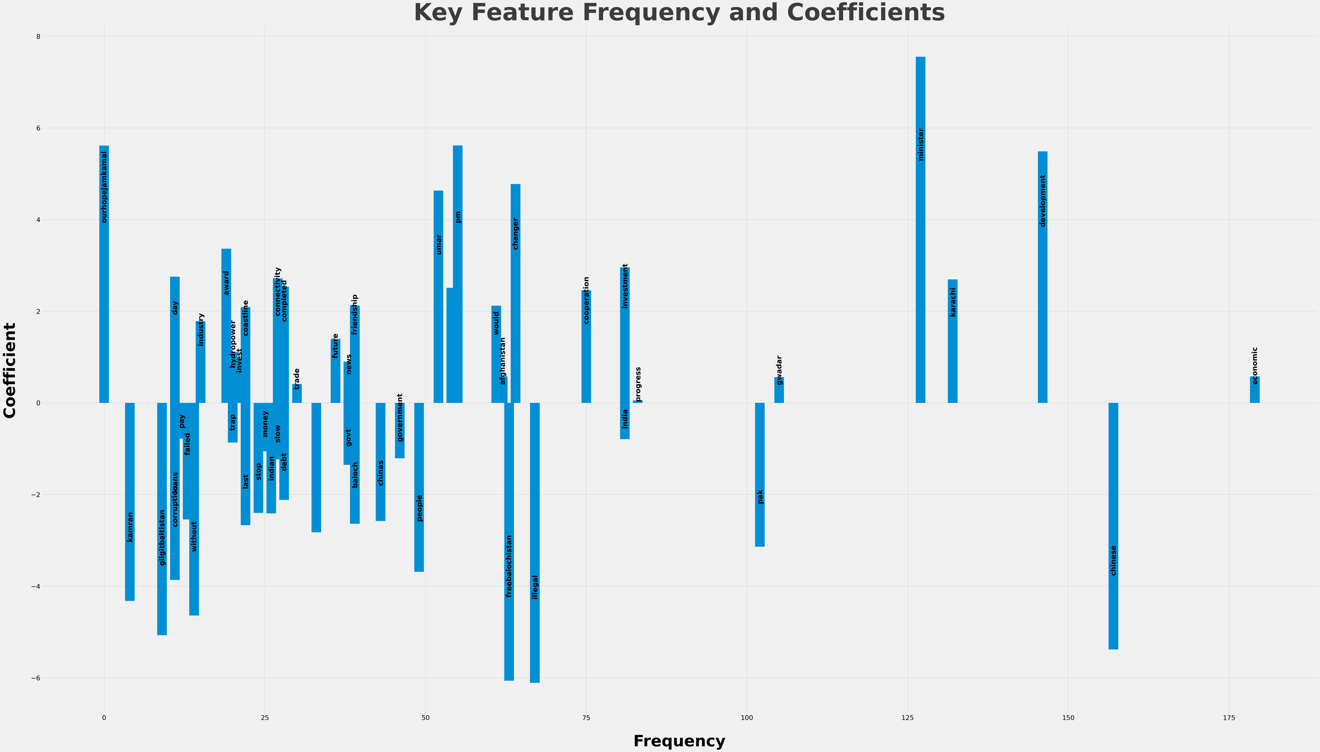 Key Feature Frequency and Coefficients
Coefficient
8
6
4
2
0
−2
−4
−6
ourhopejamkamal
kamran
gilgitbaltistan
day
corruption
pay
failed
without
industry
award
hydropower
invest
trap
coastline
last
stop
money
indian
connectivity
completed
slow
debt
trade
future
news
friendship
govt
baloch
chinas
government
people
umar
pm
would
afghanistan
freebalochistan
changer
illegal
cooperation
investment
india
progress
pak
gwadar
minister
karachi
development
chinese
economic
0
25
50
75
100
125
150
175
Frequency